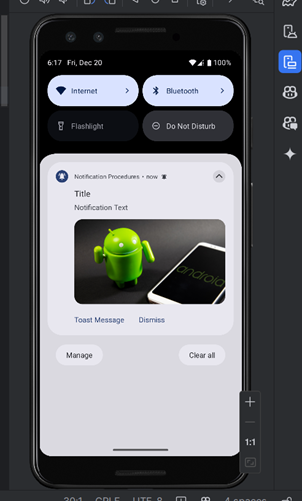 6:17 Fri, Dec 20 100%
Internet Bluetooth
Flashlight Do Not Disturb
Notification Procedures • now
Title
Notification Text
android
Toast Message Dismiss
Manage Clear all
1:1
30:1 CRLF UTF-8 4 spaces